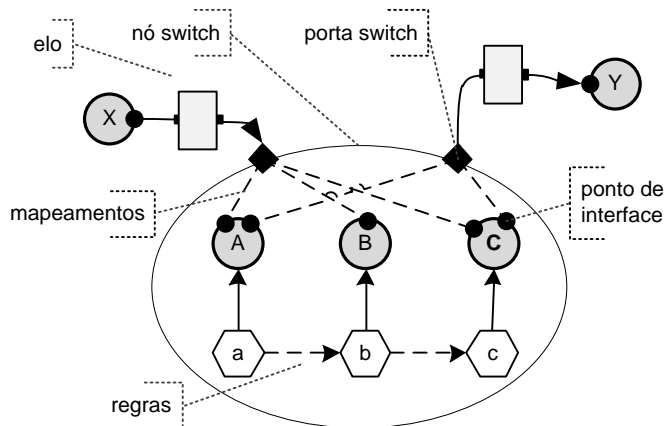 nó switch
porta switch
elo
X
Y
mapeamentos
ponto de
interface
A
B
C
a
b
c
regras